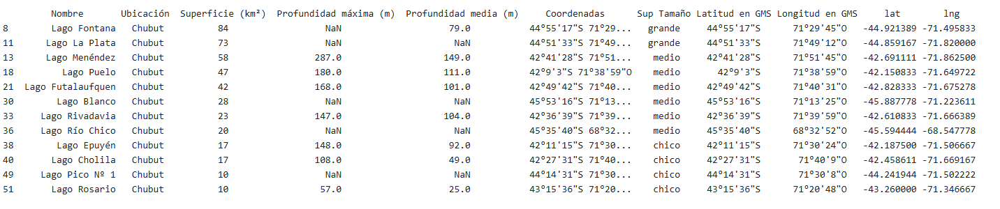 Nombre Ubicación Superficie (km²) Profundidad máxima (m) Profundidad media (m) Coordenadas Sup Tamaño Latitud en GMS Longitud en GMS lat lng
8 Lago Fontana Chubut 84 NaN 79.0 44°55'17"S 71°29... grande 44°55'17"S 71°29'45"O -44.921389 -71.495833
11 Lago La Plata Chubut 73 NaN NaN 44°51'33"S 71°49... grande 44°51'33"S 71°49'12"O -44.859167 -71.820000
13 Lago Menéndez Chubut 58 287.0 149.0 42°41'28"S 71°51... medio 42°41'28"S 71°51'45"O -42.691111 -71.862500
18 Lago Puelo Chubut 47 180.0 111.0 42°9'3"S 71°38'59"O medio 42°9'3"S 71°38'59"O -42.150833 -71.649722
21 Lago Futalaufquen Chubut 42 168.0 101.0 42°49'42"S 71°40... medio 42°49'42"S 71°40'31"O -42.828333 -71.675278
30 Lago Blanco Chubut 28 NaN NaN 45°53'16"S 71°13... medio 45°53'16"S 71°13'25"O -45.887778 -71.223611
33 Lago Rivadavia Chubut 23 147.0 104.0 42°36'39"S 71°39... medio 42°36'39"S 71°39'59"O -42.610833 -71.666389
36 Lago Río Chico Chubut 20 NaN NaN 45°35'40"S 68°32... medio 45°35'40"S 68°32'52"O -45.594444 -68.547778
38 Lago Epuyén Chubut 17 148.0 92.0 42°11'15"S 71°30... chico 42°11'15"S 71°30'24"O -42.187500 -71.506667
40 Lago Cholila Chubut 17 108.0 49.0 42°27'31"S 71°40... chico 42°27'31"S 71°40'9"O -42.458611 -71.669167
49 Lago Pico Nº 1 Chubut 10 NaN NaN 44°14'31"S 71°30... chico 44°14'31"S 71°30'8"O -44.241944 -71.502222
51 Lago Rosario Chubut 10 57.0 25.0 43°15'36"S 71°20... chico 43°15'36"S 71°20'48"O -43.260000 -71.346667